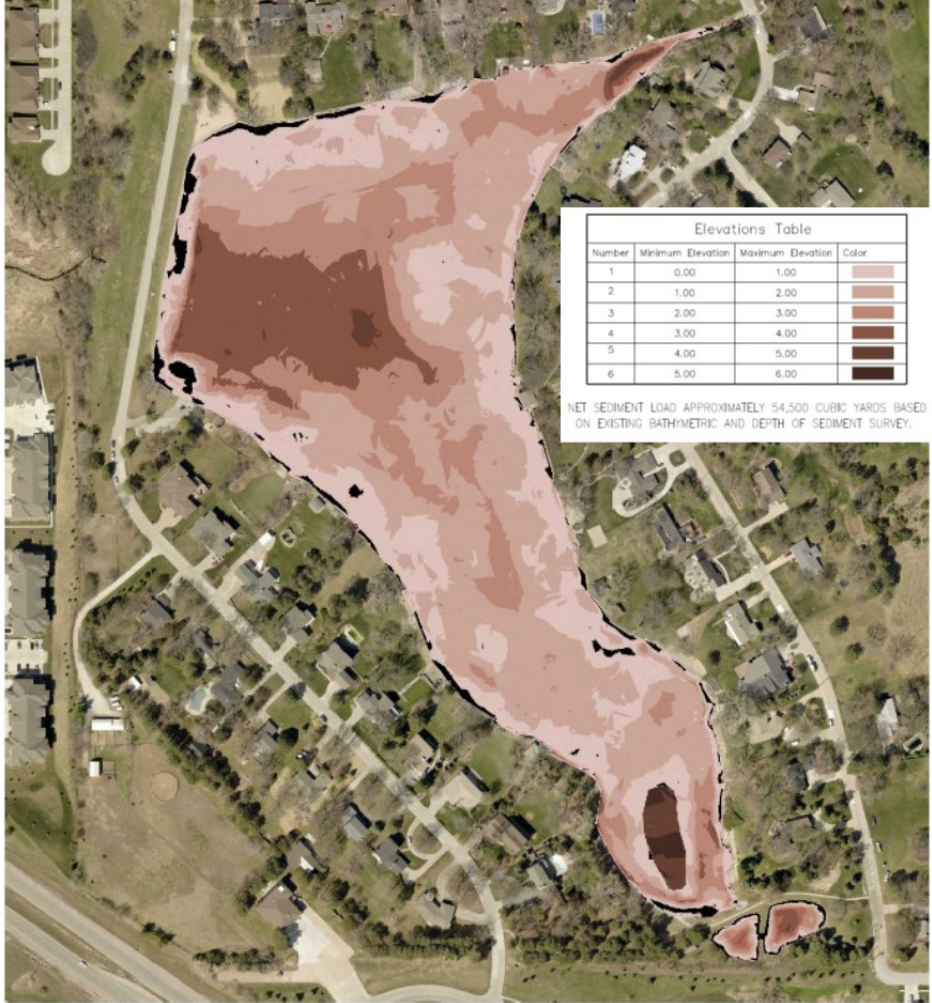 Elevations Table
Number Minimum Elevation Maximum Elevation Color
1 0.00 1.00
2 1.00 2.00
3 2.00 3.00
4 3.00 4.00
5 4.00 5.00
6 5.00 6.00
NET SEDIMENT LOAD APPROXIMATELY 54,500 CUBIC YARDS BASED
ON EXISTING BATHYMETRIC AND DEPTH OF SEDIMENT SURVEY.